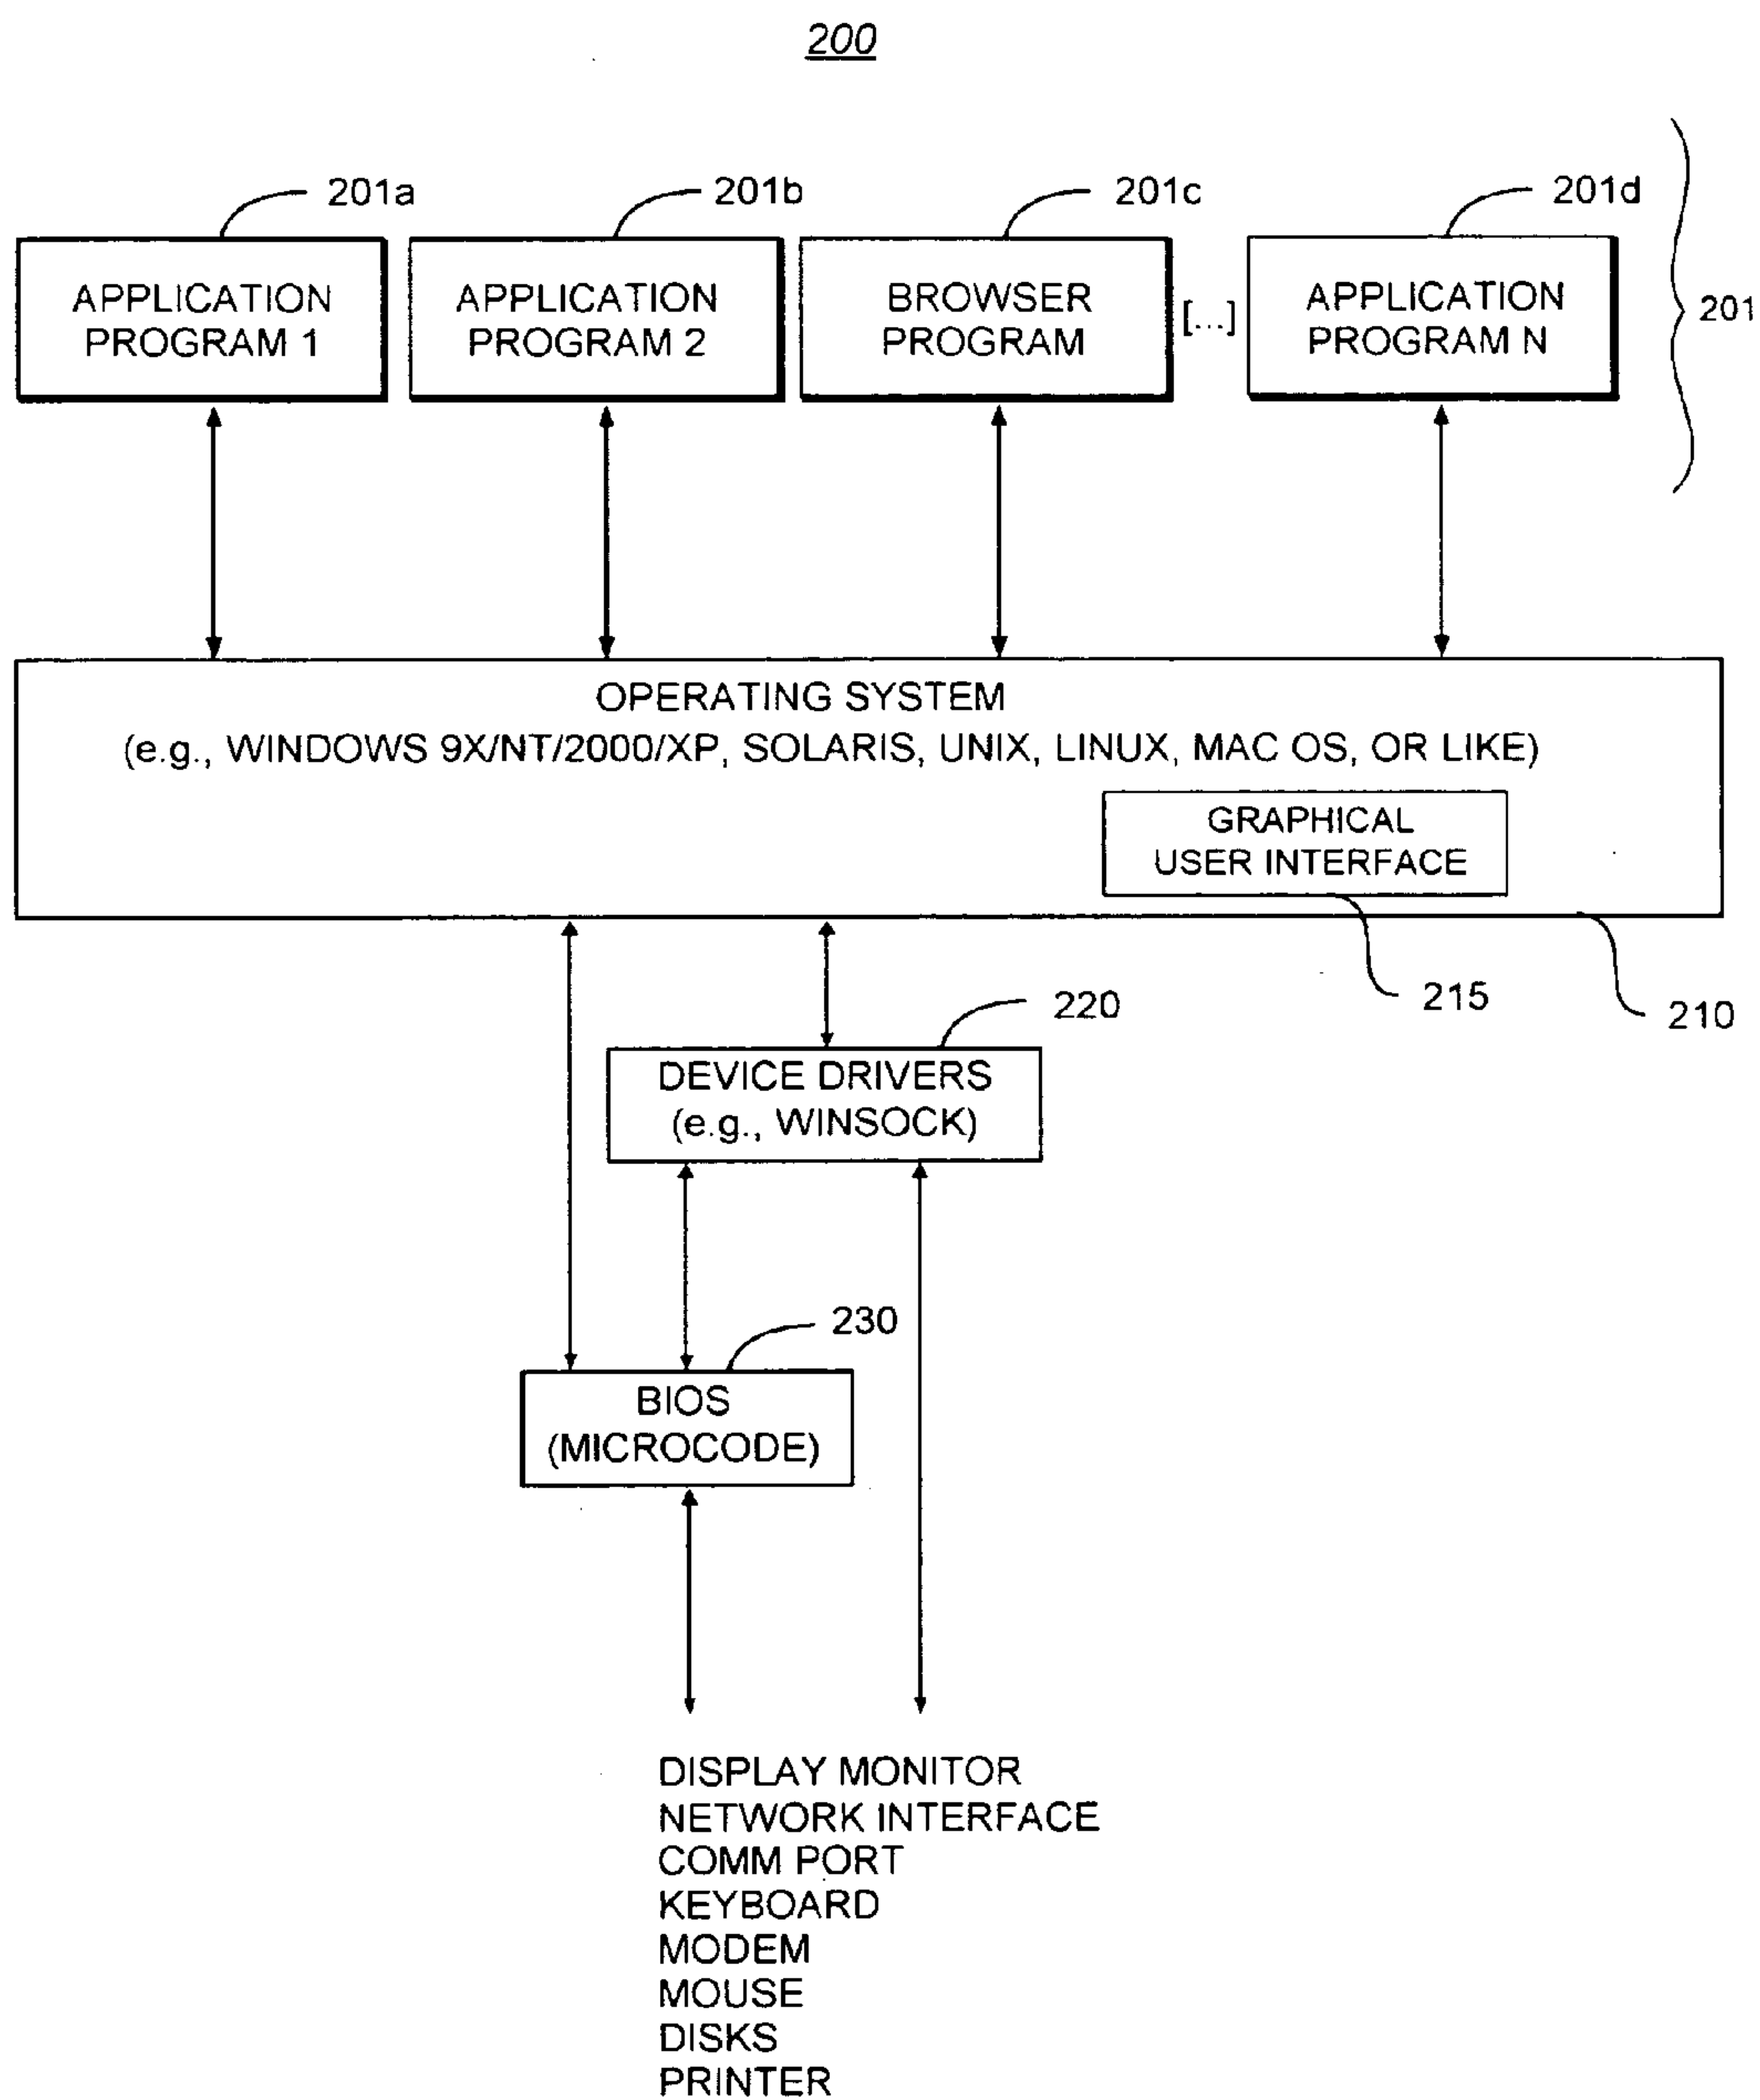 200
201a
201b
201c
201d
APPLICATION
PROGRAM 1
APPLICATION
PROGRAM 2
BROWSER
PROGRAM
[...]
APPLICATION
PROGRAM N
201
OPERATING SYSTEM
(e.g., WINDOWS 9X/NT/2000/XP, SOLARIS, UNIX, LINUX, MAC OS, OR LIKE)
GRAPHICAL
USER INTERFACE
215
210
220
DEVICE DRIVERS
(e.g., WINSOCK)
230
BIOS
(MICROCODE)
DISPLAY MONITOR
NETWORK INTERFACE
COMM PORT
KEYBOARD
MODEM
MOUSE
DISKS
PRINTER